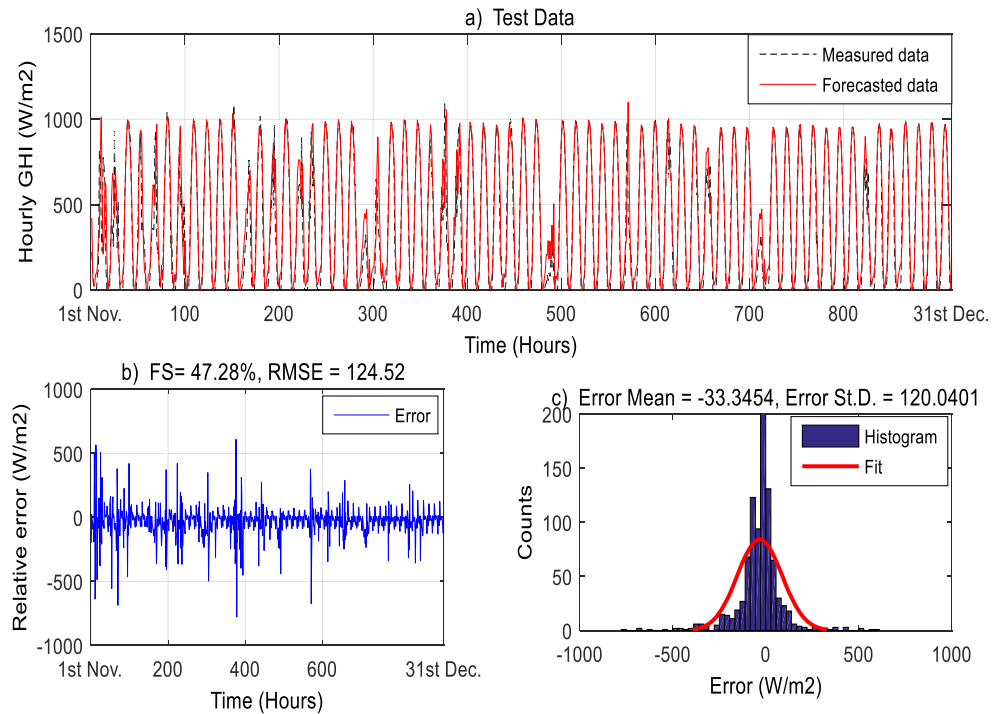 a) Test Data
1500
1000
500
0
Hourly GHI (W/m2)
Measured data
Forecasted data
1st Nov. 100 200 300 400 500 600 700 800 31st Dec.
Time (Hours)
b) FS= 47.28%, RMSE = 124.52
1000
500
0
-500
-1000
Relative error (W/m2)
Error
1st Nov. 200 400 600 31st Dec.
Time (Hours)
c) Error Mean = -33.3454, Error St.D. = 120.0401
200
150
100
50
0
Counts
Histogram
Fit
-1000 -500 0 500 1000
Error (W/m2)